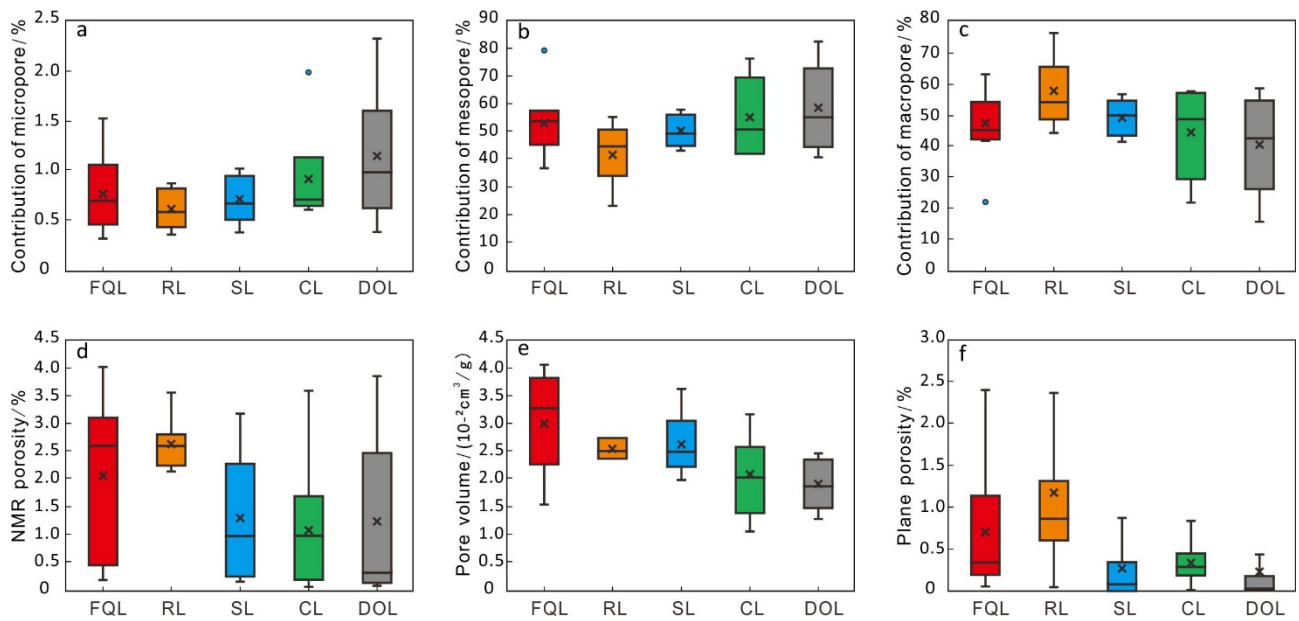 a
Contribution of micropore/%
2.5
2.0
1.5
1.0
0.5
0
FQL RL SL CL DOL
b
Contribution of mesopore/%
90
80
70
60
50
40
30
20
10
0
FQL RL SL CL DOL
c
Contribution of macropore/%
70
60
50
40
30
20
10
0
FQL RL SL CL DOL
d
NMR porosity/%
4.5
4.0
3.5
3.0
2.5
2.0
1.5
1.0
0.5
0
FQL RL SL CL DOL
e
Pore volume/(10⁻²cm³/g)
4.5
4.0
3.5
3.0
2.5
2.0
1.5
1.0
0.5
0
FQL RL SL CL DOL
f
Plane porosity/%
3.0
2.5
2.0
1.5
1.0
0.5
0
FQL RL SL CL DOL